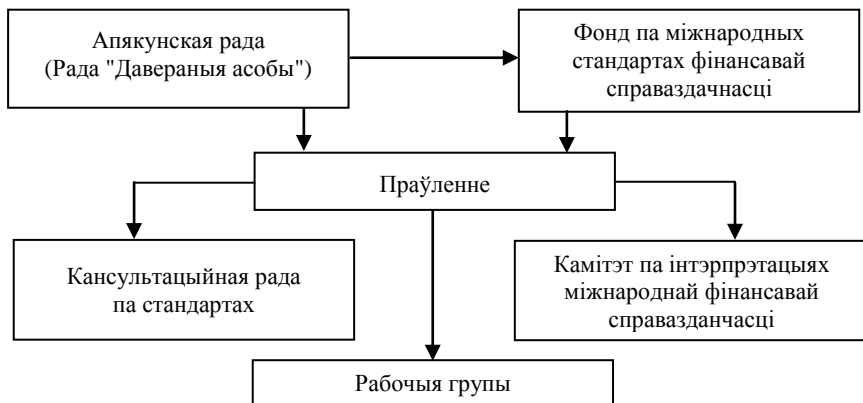 Апякунская рада
(Рада "Давераныя асобы")
Фонд па міжнародных
стандартах фінансавай
справаздачнасці
Праўленне
Кансультацыйная рада
па стандартах
Камітэт па інтэрпрэтацыях
міжнароднай фінансавай
справазданчасці
Рабочыя групы